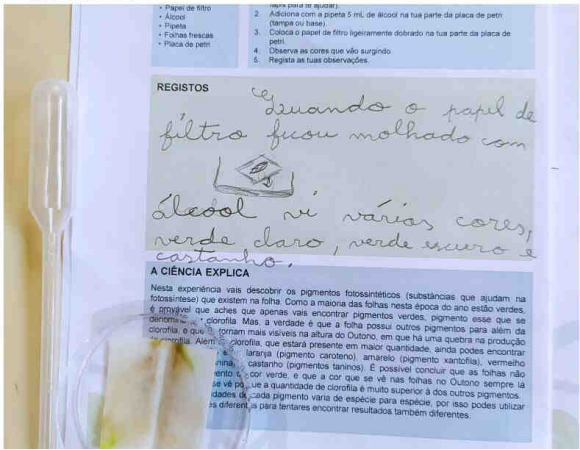 • Papel de filtro
• Álcool
• Pipeta
• Folhas frescas
• Placa de petri
2. Adiciona com a pipeta 5 mL de álcool na tua parte da placa de petri
(tampa ou base).
3. Coloca o papel de filtro ligeiramente dobrado na tua parte da placa de
petri.
4. Observa as cores que vão surgindo.
5. Regista as tuas observações.
REGISTOS
Quando o papel de
filtro ficou molhado com
álcool vi várias cores,
verde claro, verde escuro e
castanho.
A CIÊNCIA EXPLICA
Nesta experiência vais descobrir os pigmentos fotossintéticos (substâncias que ajudam na
fotossíntese) que existem na folha. Como a maioria das folhas nesta época do ano estão verdes,
é provável que aches que apenas vais encontrar pigmentos verdes, pigmento esse que se
clorofila. Mas, a verdade é que a folha possui outros pigmentos para além da
clorofila, e que tornam mais visíveis na altura do Outono, em que há uma quebra na produção
clorofila. Além clorofila, que estará presente em maior quantidade, ainda podes encontrar
laranja (pigmento caroteno), amarelo (pigmento xantofila), vermelho
castanho (pigmentos taninos). É possível concluir que as folhas não
cor verde, e que a cor que se vê nas folhas no Outono sempre lá
se vê a quantidade de clorofila é muito superior à dos outros pigmentos.
cada pigmento varia de espécie para espécie, por isso podes utilizar
para tentares encontrar resultados também diferentes.